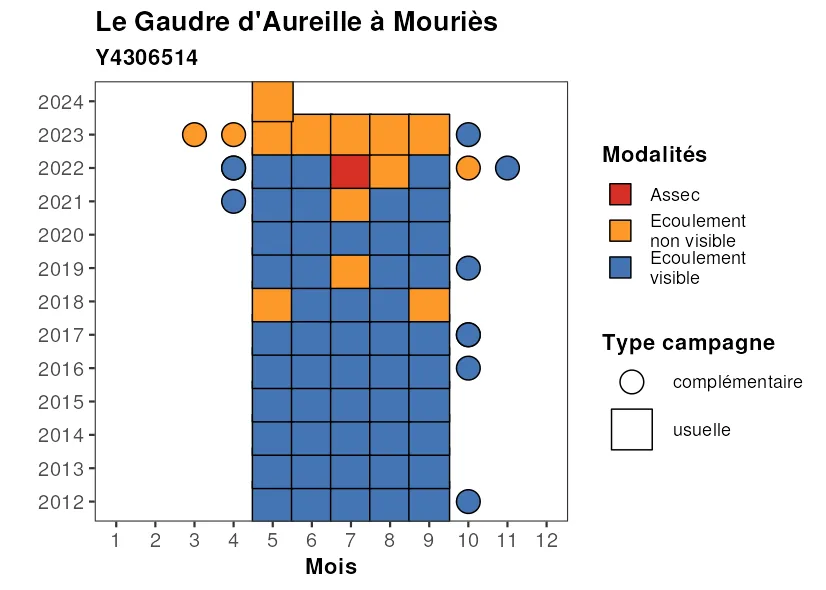 Le Gaudre d'Aureille à Mouriès
Y4306514
2024
2023
2022
2021
2020
2019
2018
2017
2016
2015
2014
2013
2012
1 2 3 4 5 6 7 8 9 10 11 12
Mois
Modalités
Assec
Ecoulement
non visible
Ecoulement
visible
Type campagne
complémentaire
usuelle